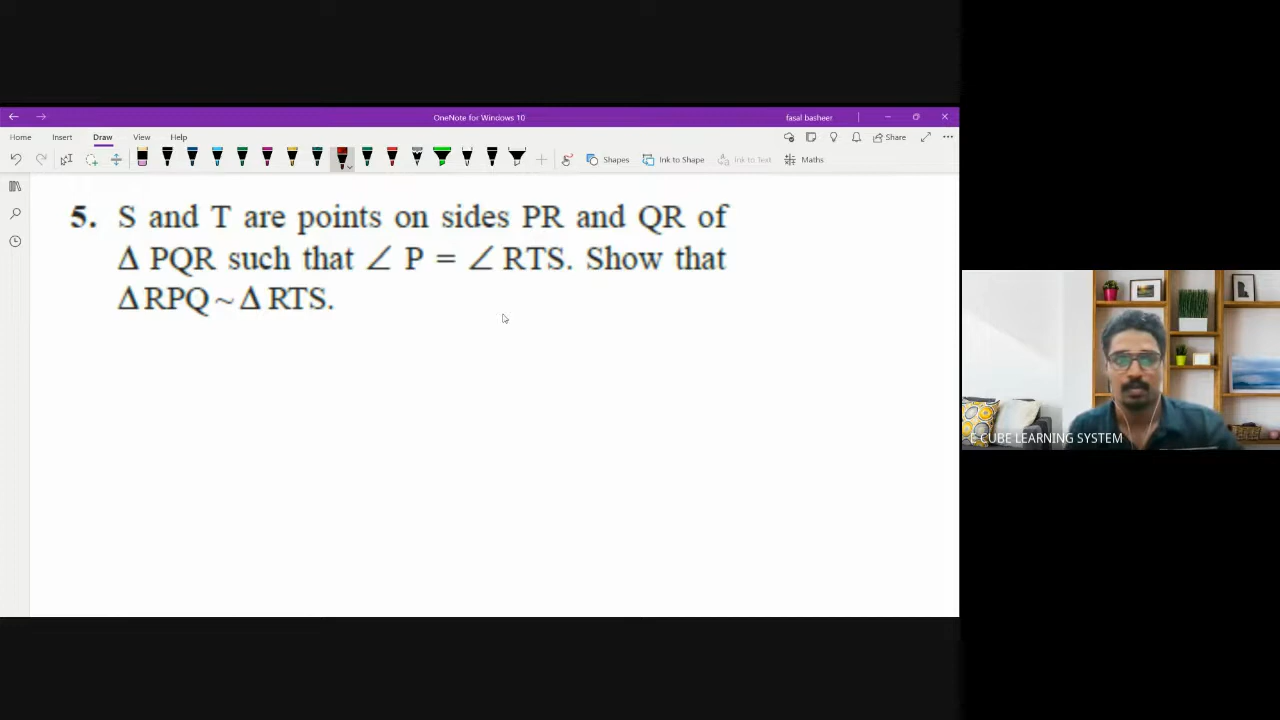 OneNote for Windows 10
fasal basheer
Home Insert Draw View Help
Share
Shapes Ink to Shape Ink to Text Maths
5. S and T are points on sides PR and QR of
Δ PQR such that ∠ P = ∠ RTS. Show that
Δ RPQ ~ Δ RTS.
E CUBE LEARNING SYSTEM